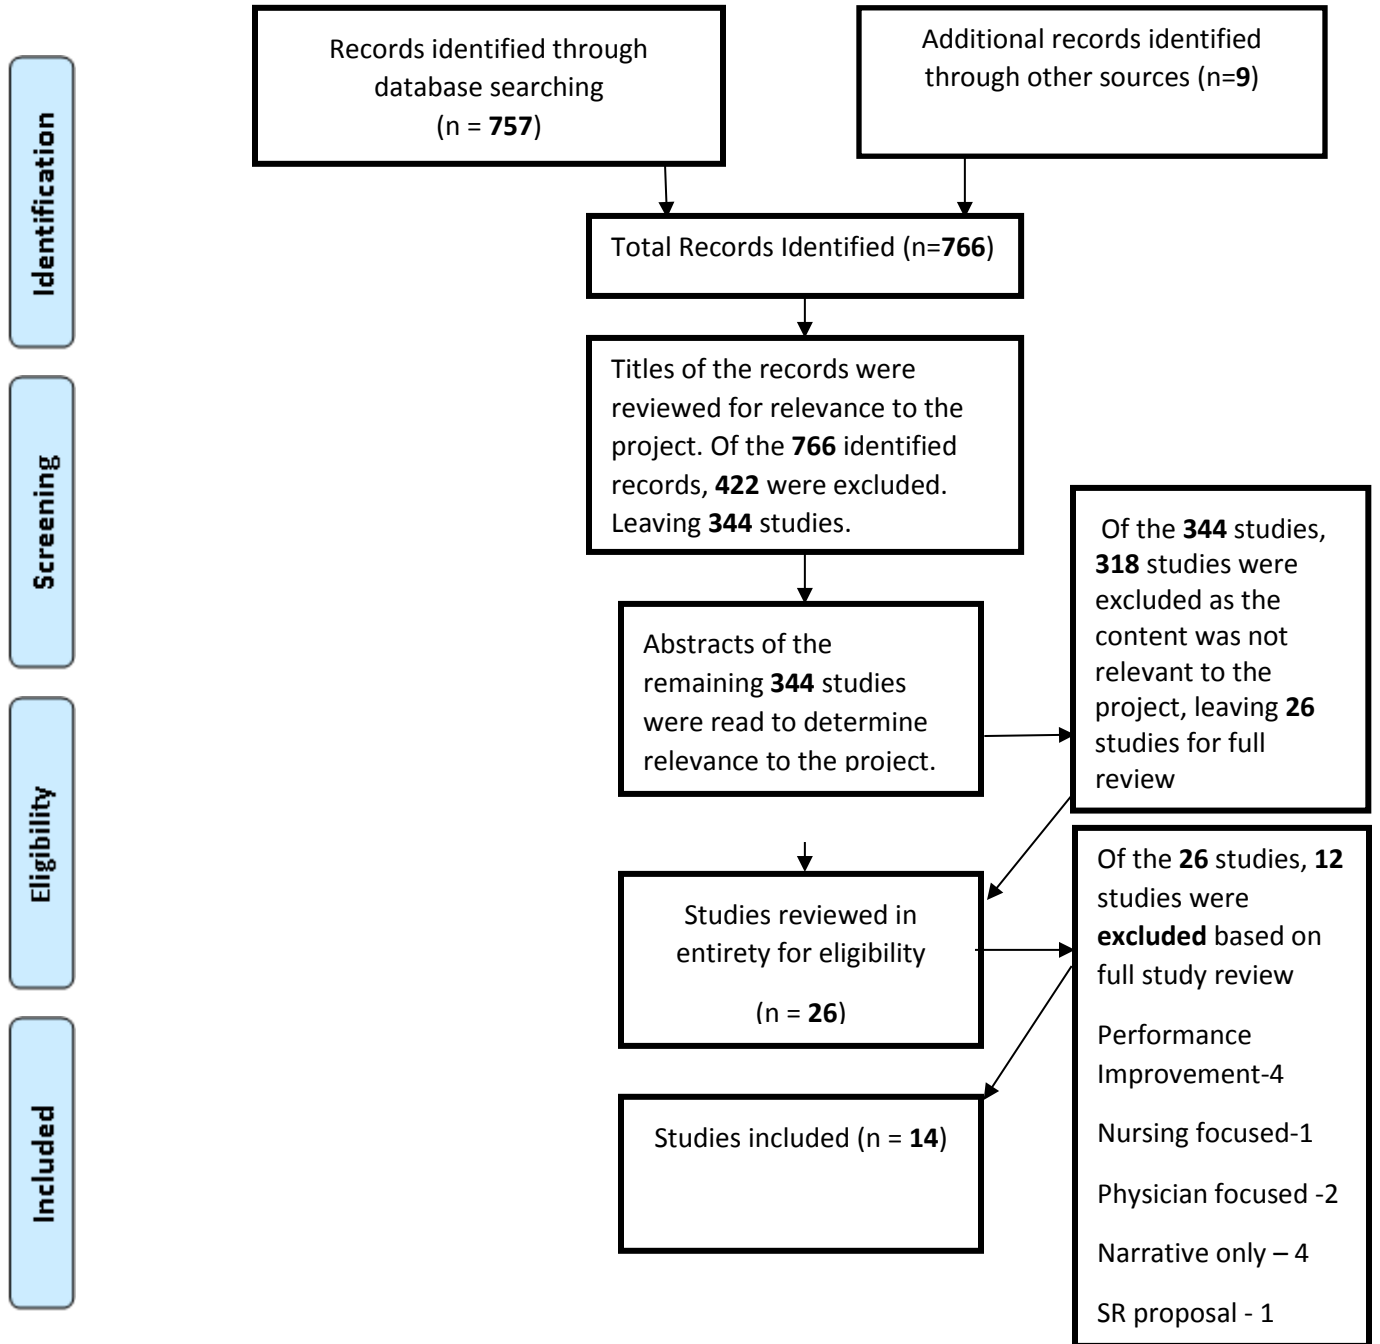 Identification
Screening
Eligibility
Included
Records identified through
database searching
(n = 757)
Additional records identified
through other sources (n=9)
Total Records Identified (n=766)
Titles of the records were
reviewed for relevance to the
project. Of the 766 identified
records, 422 were excluded.
Leaving 344 studies.
Abstracts of the
remaining 344 studies
were read to determine
relevance to the project.
Of the 344 studies,
318 studies were
excluded as the
content was not
relevant to the
project, leaving 26
studies for full
review
Studies reviewed in
entirety for eligibility
(n = 26)
Of the 26 studies, 12
studies were
excluded based on
full study review
Performance
Improvement-4
Nursing focused-1
Physician focused -2
Narrative only – 4
SR proposal - 1
Studies included (n = 14)